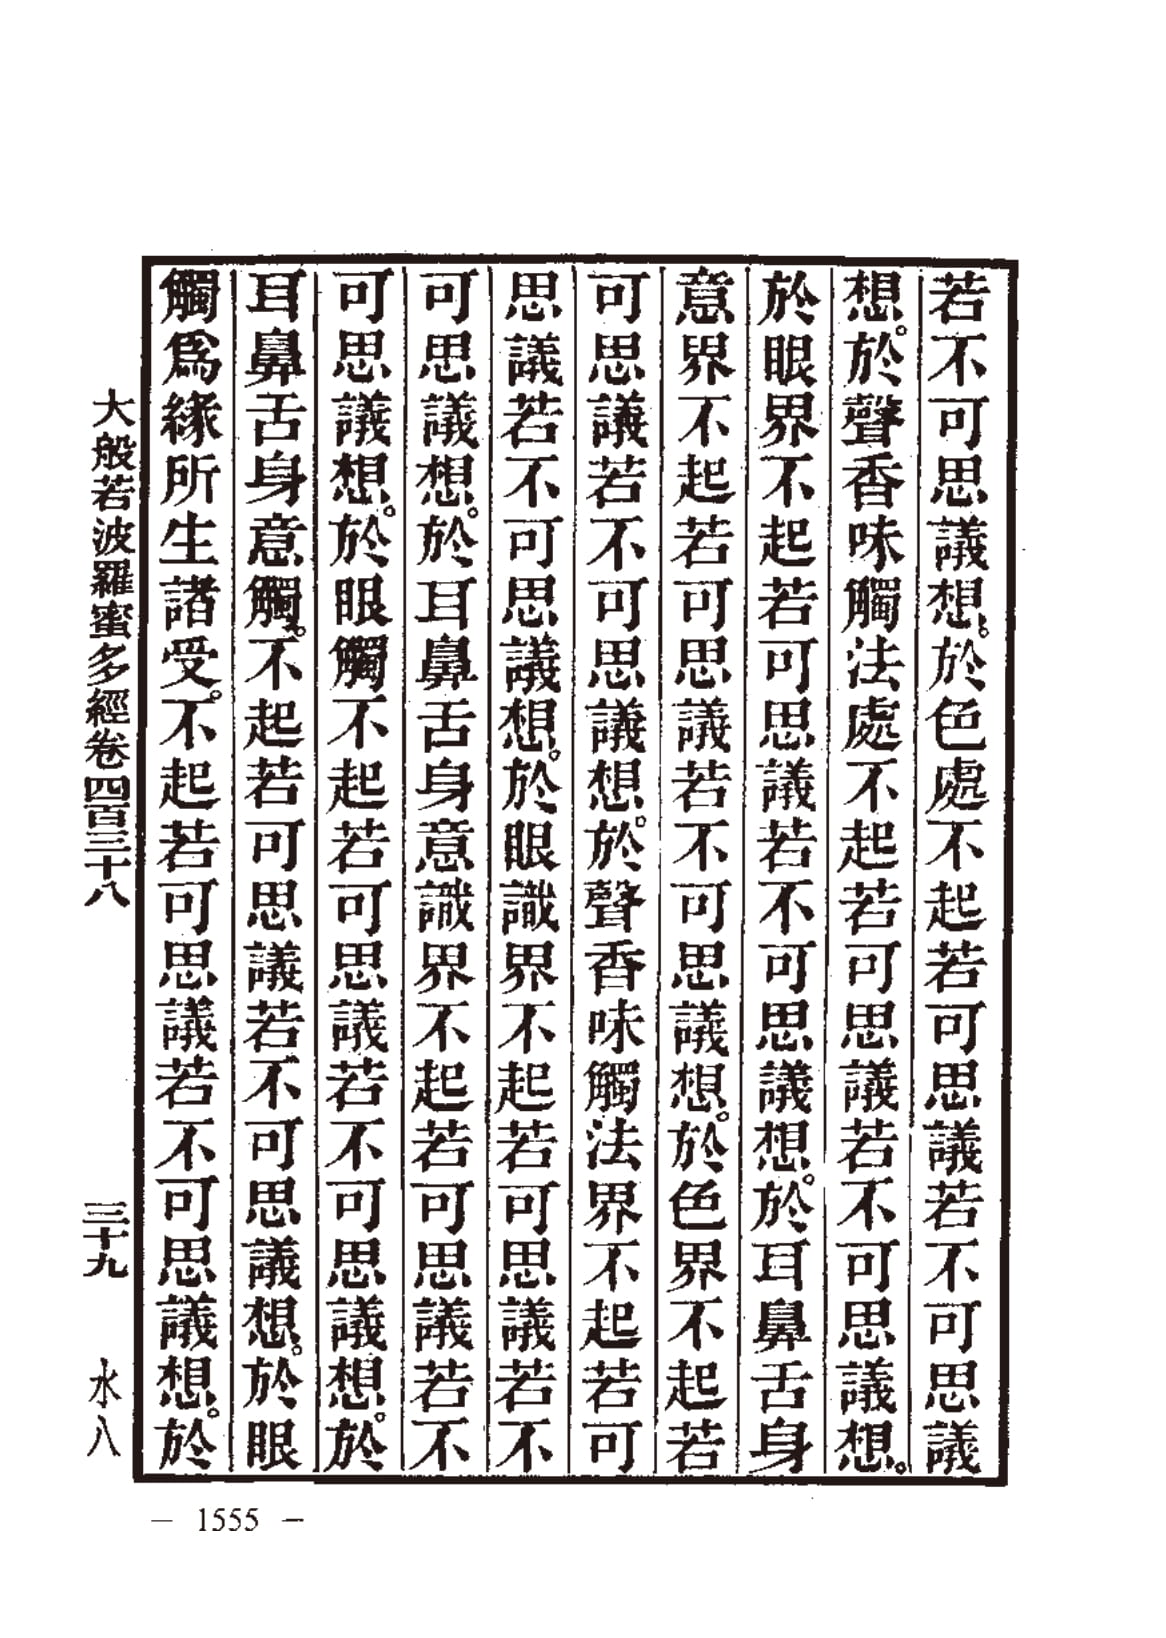 若不可思議想。於色處不起若可思議若不可思議
想。於聲香味觸法處不起若可思議若不可思議想。
於眼界不起若可思議若不可思議想。於耳鼻舌身
意界不起若可思議若不可思議想。於色界不起若
可思議若不可思議想。於聲香味觸法界不起若可
思議若不可思議想。於眼識界不起若可思議若不
可思議想。於耳鼻舌身意識界不起若可思議若不
可思議想。於眼觸不起若可思議若不可思議想。於
耳鼻舌身意觸。不起若可思議若不可思議想。於眼
觸爲緣所生諸受。不起若可思議若不可思議想。於
大般若波羅蜜多經卷四百三十八 三十九 水八
— 1555 —